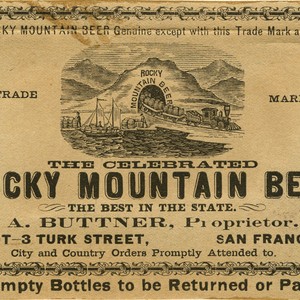 CKY MOUNTAIN BEER Genuine except with this Trade Mark a
ROCKY
MOUNTAIN BEER
TRADE
MAR
THE CELEBRATED
OCKY MOUNTAIN BE
THE BEST IN THE STATE.
A. BUTTNER, Proprietor.
T–3 TURK STREET, SAN FRANC
City and Country Orders Promptly Attended to.
mpty Bottles to be Returned or Pa